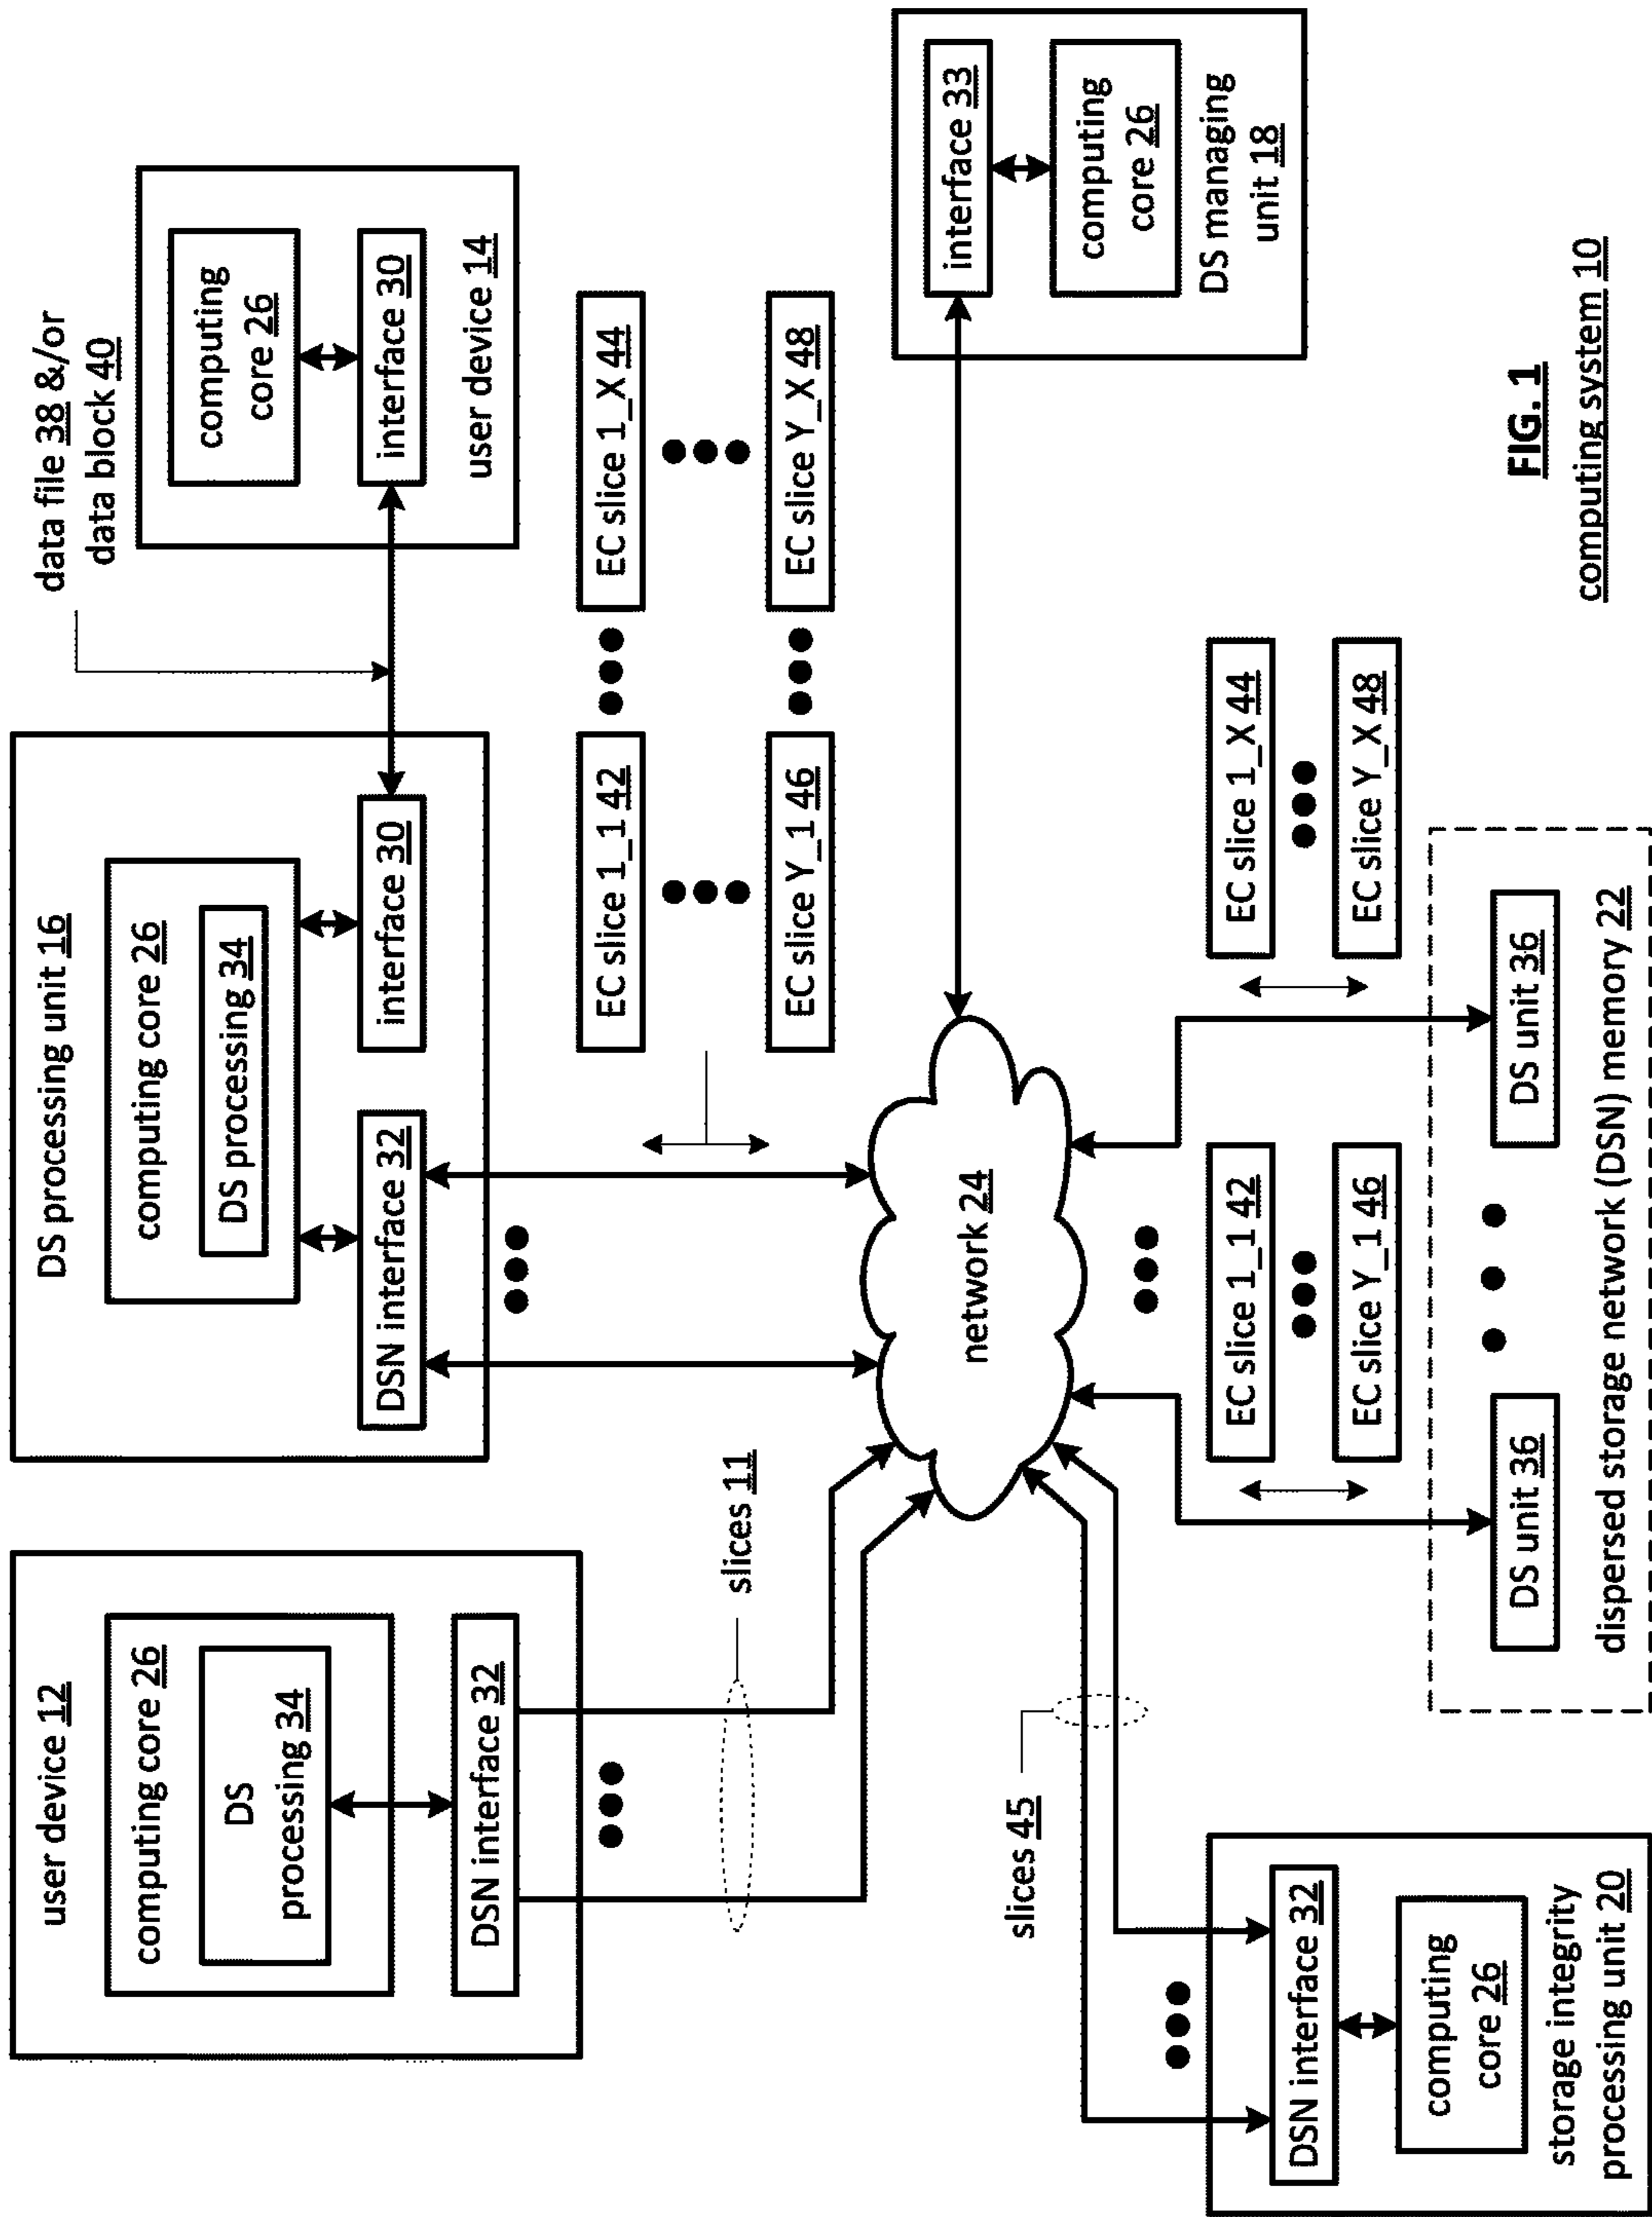 user device 12
computing core 26
DS
processing 34
DSN interface 32
slices 11
DS processing unit 16
computing core 26
DS processing 34
DSN interface 32
interface 30
data file 38 &/or
data block 40
computing
core 26
interface 30
user device 14
EC slice 1_1 42
EC slice 1_X 44
EC slice Y_1 46
EC slice Y_X 48
network 24
interface 33
computing
core 26
DS managing
unit 18
slices 45
DSN interface 32
computing
core 26
storage integrity
processing unit 20
EC slice 1_1 42
EC slice Y_1 46
EC slice 1_X 44
EC slice Y_X 48
DS unit 36
DS unit 36
dispersed storage network (DSN) memory 22
FIG. 1
computing system 10